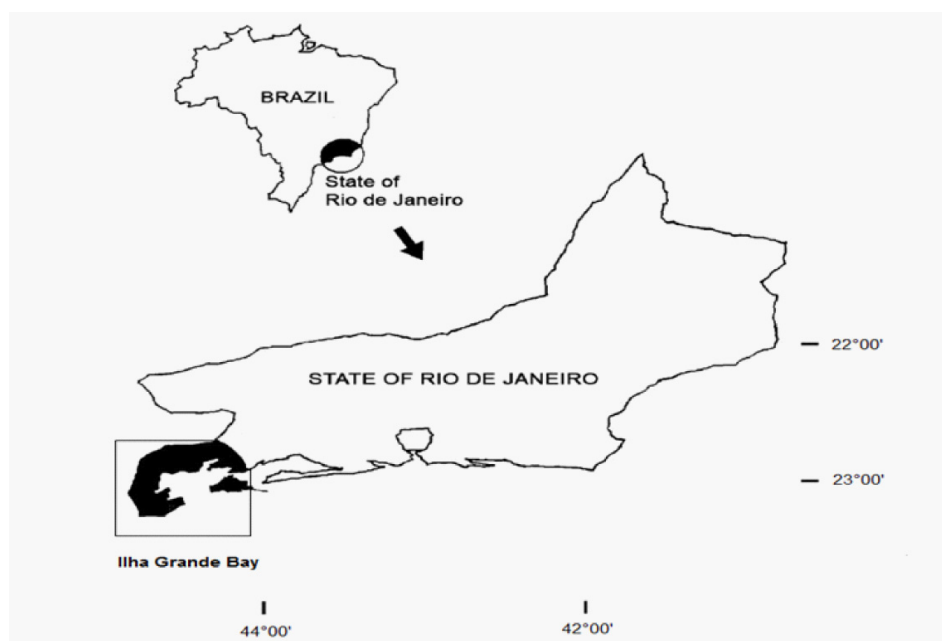 BRAZIL
State of
Rio de Janeiro
22°00'
STATE OF RIO DE JANEIRO
23°00'
Ilha Grande Bay
44°00'
42°00'